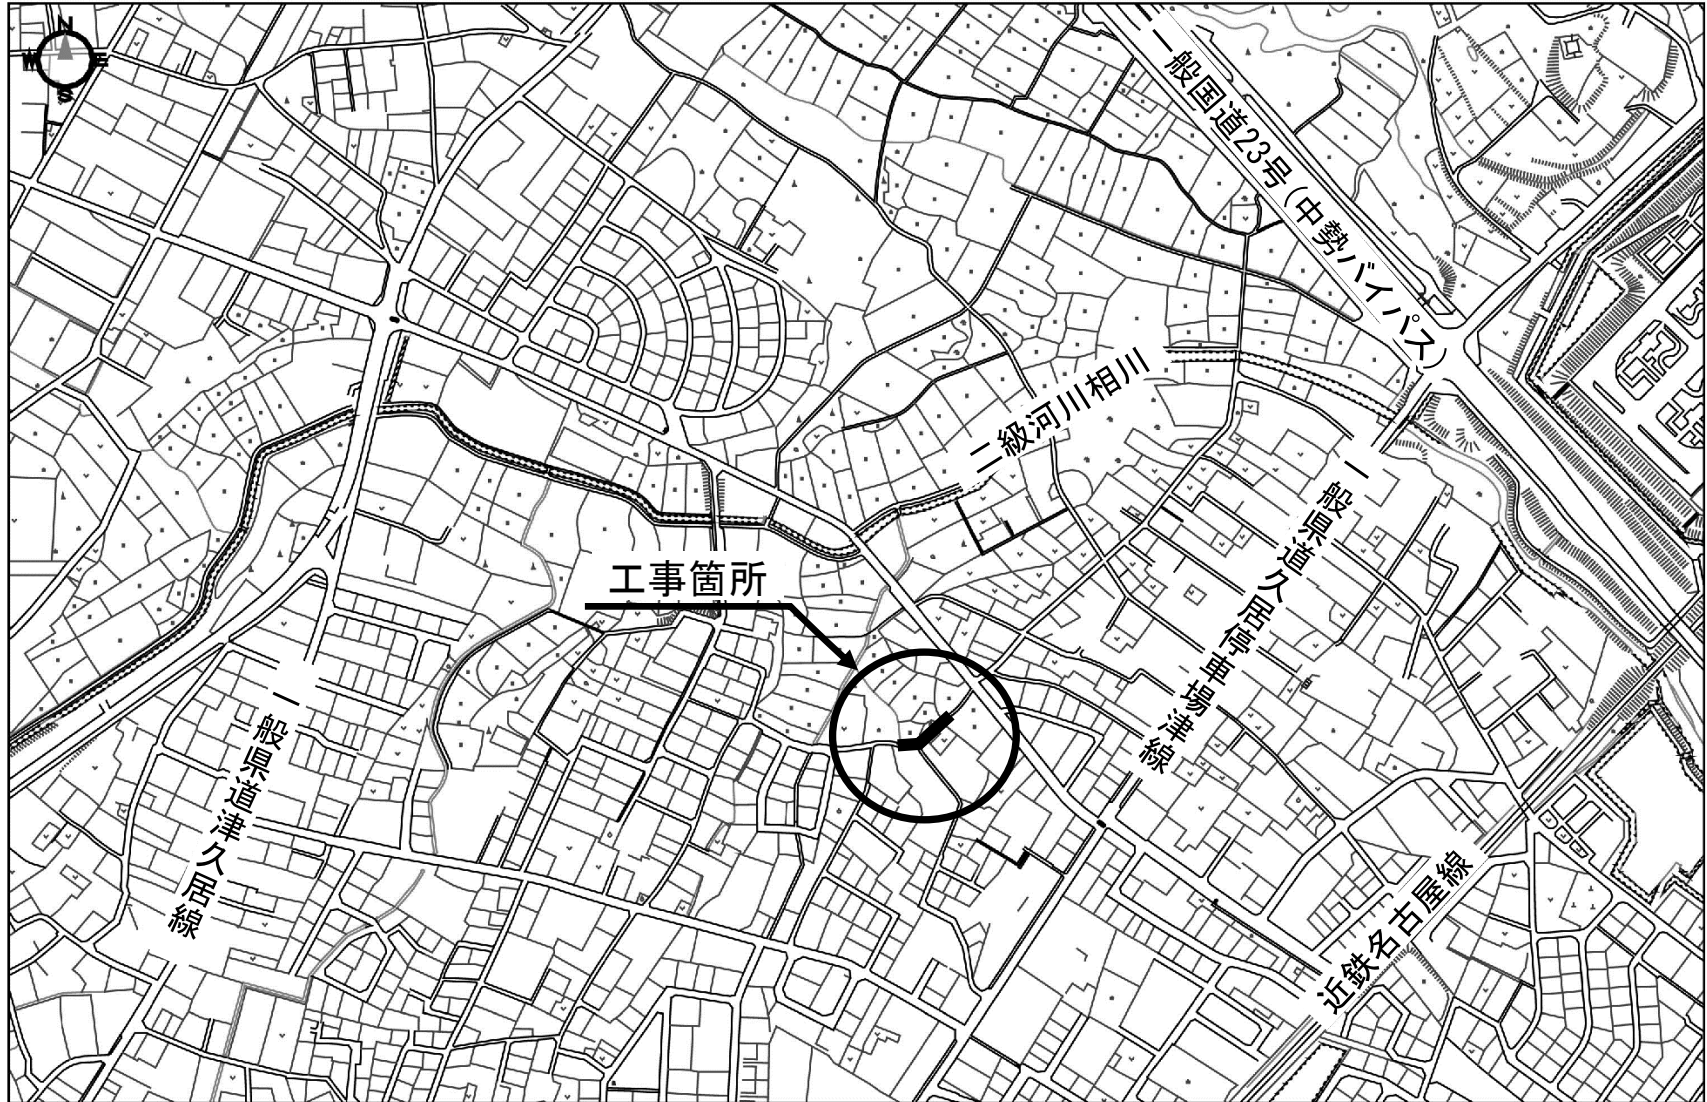 N
W
E
S
一般国道23号(中勢バイパス)
二級河川相川
一般県道久居停車場津線
工事箇所
一般県道津久居線
近鉄名古屋線